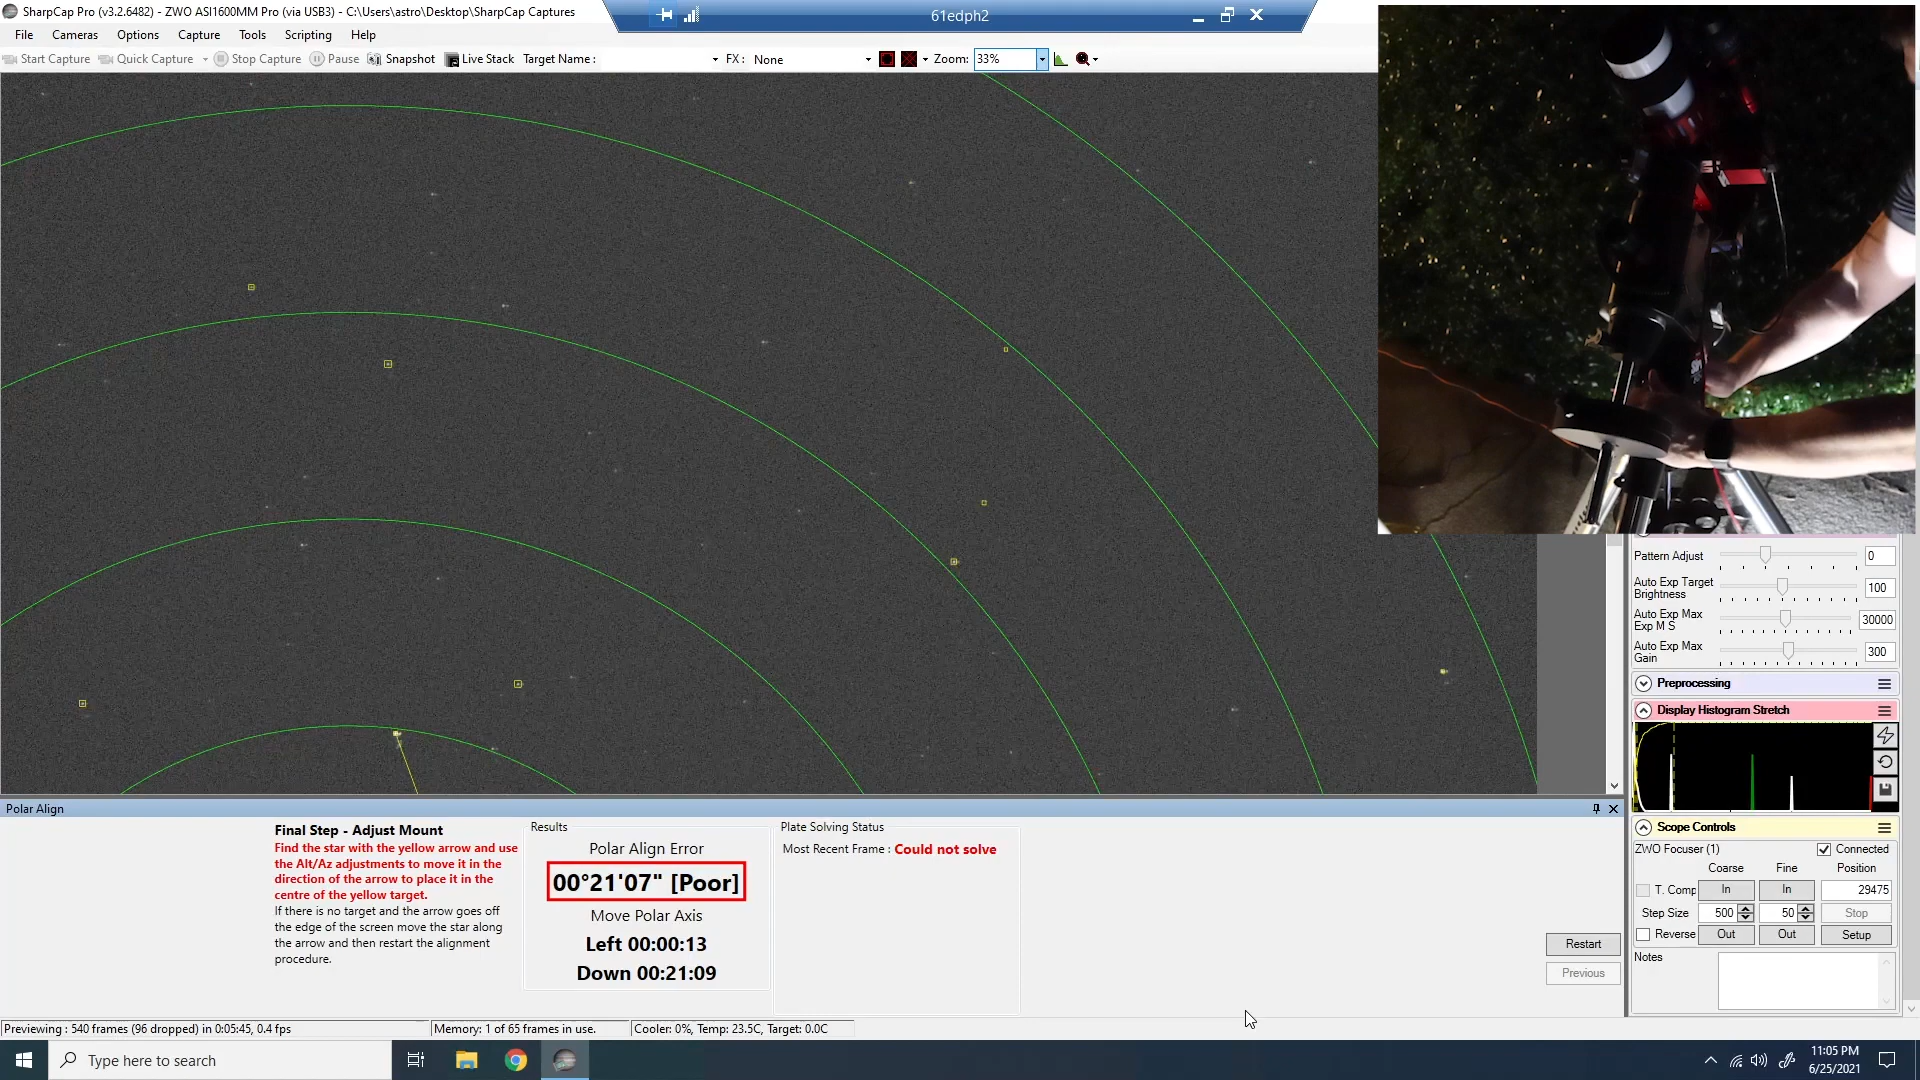 SharpCap Pro (v3.2.6482) - ZWO ASI1600MM Pro (via USB3) - C:\Users\astro\Desktop\SharpCap Captures
61edph2
File Cameras Options Capture Tools Scripting Help
Start Capture Quick Capture Stop Capture Pause Snapshot Live Stack Target Name : FX : None Zoom: 33%
Pattern Adjust 0
Auto Exp Target
Brightness 100
Auto Exp Max
Exp M S 30000
Auto Exp Max
Gain 300
Preprocessing
Display Histogram Stretch
Scope Controls
ZWO Focuser (1) Connected
Coarse Fine Position
T. Comp In In 29475
Step Size 500 50 Stop
Reverse Out Out Setup
Notes
Polar Align
Final Step - Adjust Mount
Find the star with the yellow arrow and use
the Alt/Az adjustments to move it in the
direction of the arrow to place it in the
centre of the yellow target.
If there is no target and the arrow goes off
the edge of the screen move the star along
the arrow and then restart the alignment
procedure.
Results
Polar Align Error
00°21'07" [Poor]
Move Polar Axis
Left 00:00:13
Down 00:21:09
Plate Solving Status
Most Recent Frame : Could not solve
Restart
Previous
Previewing : 540 frames (96 dropped) in 0:05:45, 0.4 fps
Memory: 1 of 65 frames in use.
Cooler: 0%, Temp: 23.5C, Target: 0.0C
Type here to search
11:05 PM
6/25/2021